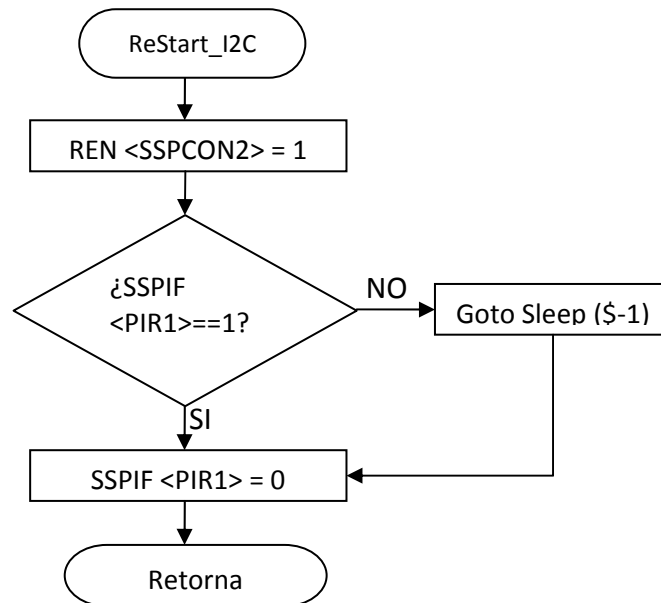 ReStart_I2C
REN <SSPCON2> = 1
¿SSPIF
<PIR1>==1?
NO
Goto Sleep ($-1)
SI
SSPIF <PIR1> = 0
Retorna